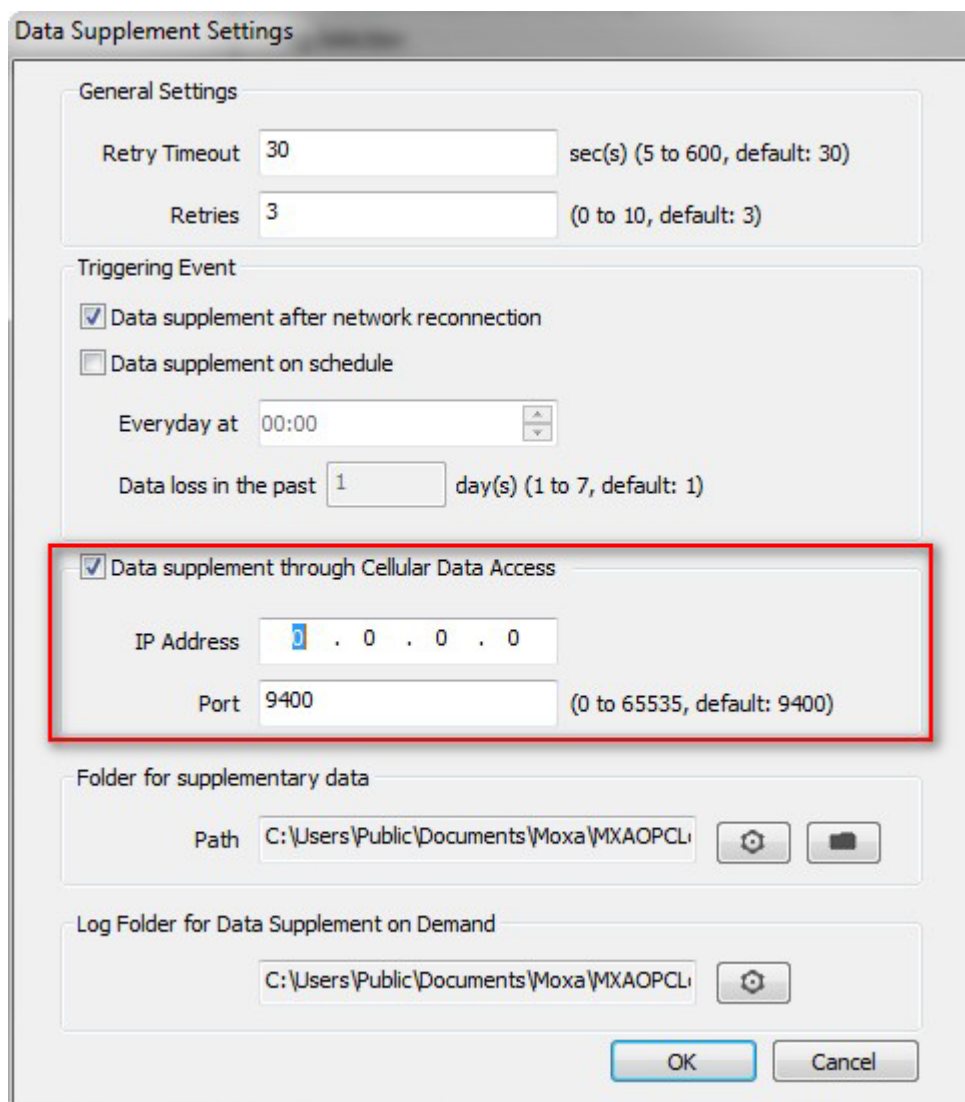 Data Supplement Settings
General Settings
Retry Timeout 30 sec(s) (5 to 600, default: 30)
Retries 3 (0 to 10, default: 3)
Triggering Event
Data supplement after network reconnection
Data supplement on schedule
Everyday at 00:00
Data loss in the past 1 day(s) (1 to 7, default: 1)
Data supplement through Cellular Data Access
IP Address 0 . 0 . 0 . 0
Port 9400 (0 to 65535, default: 9400)
Folder for supplementary data
Path C:\Users\Public\Documents\Moxa\MXAOPCL
Log Folder for Data Supplement on Demand
C:\Users\Public\Documents\Moxa\MXAOPCL
OK Cancel